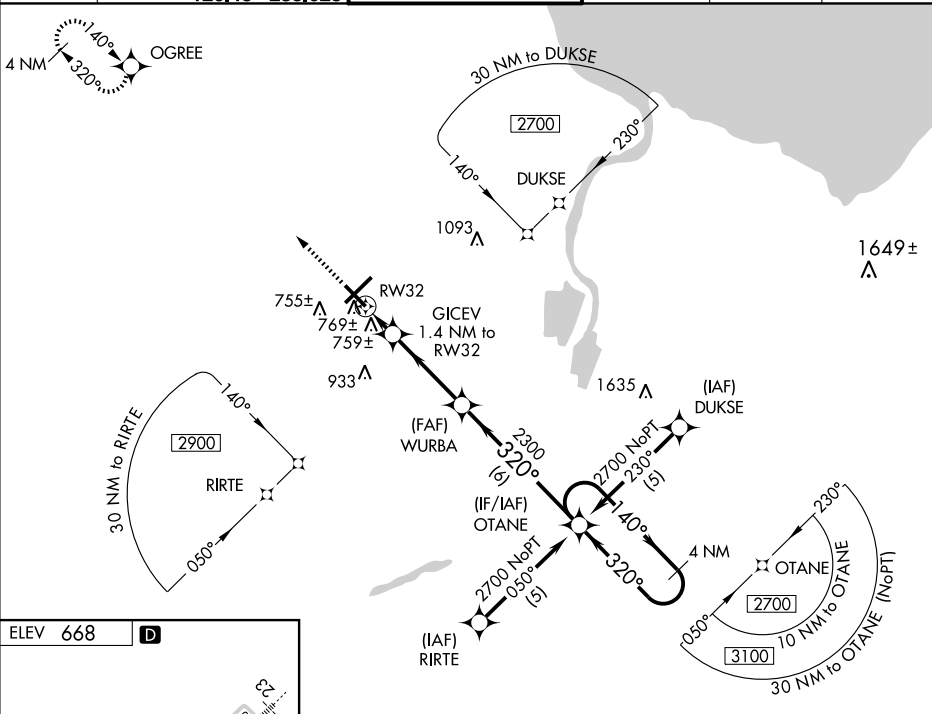 140°
OGREE
4 NM
320°
30 NM to DUKSE
2700
230°
140°
DUKSE
1093
1649±
RW32
755±
769±
759±
GICEV
1.4 NM to
RW32
933
1635
(IAF)
DUKSE
140°
2900
30 NM to RIRTE
RIRTE
050°
(FAF)
WURBA
2300
320°
(6)
2700 NoPT
230°
(5)
(IF/IAF)
OTANE
140°
320°
4 NM
2700 NoPT
050°
(5)
(IAF)
RIRTE
230°
OTANE
2700
10 NM to OTANE
050°
3100
30 NM to OTANE (NoPT)
ELEV 668
D
23